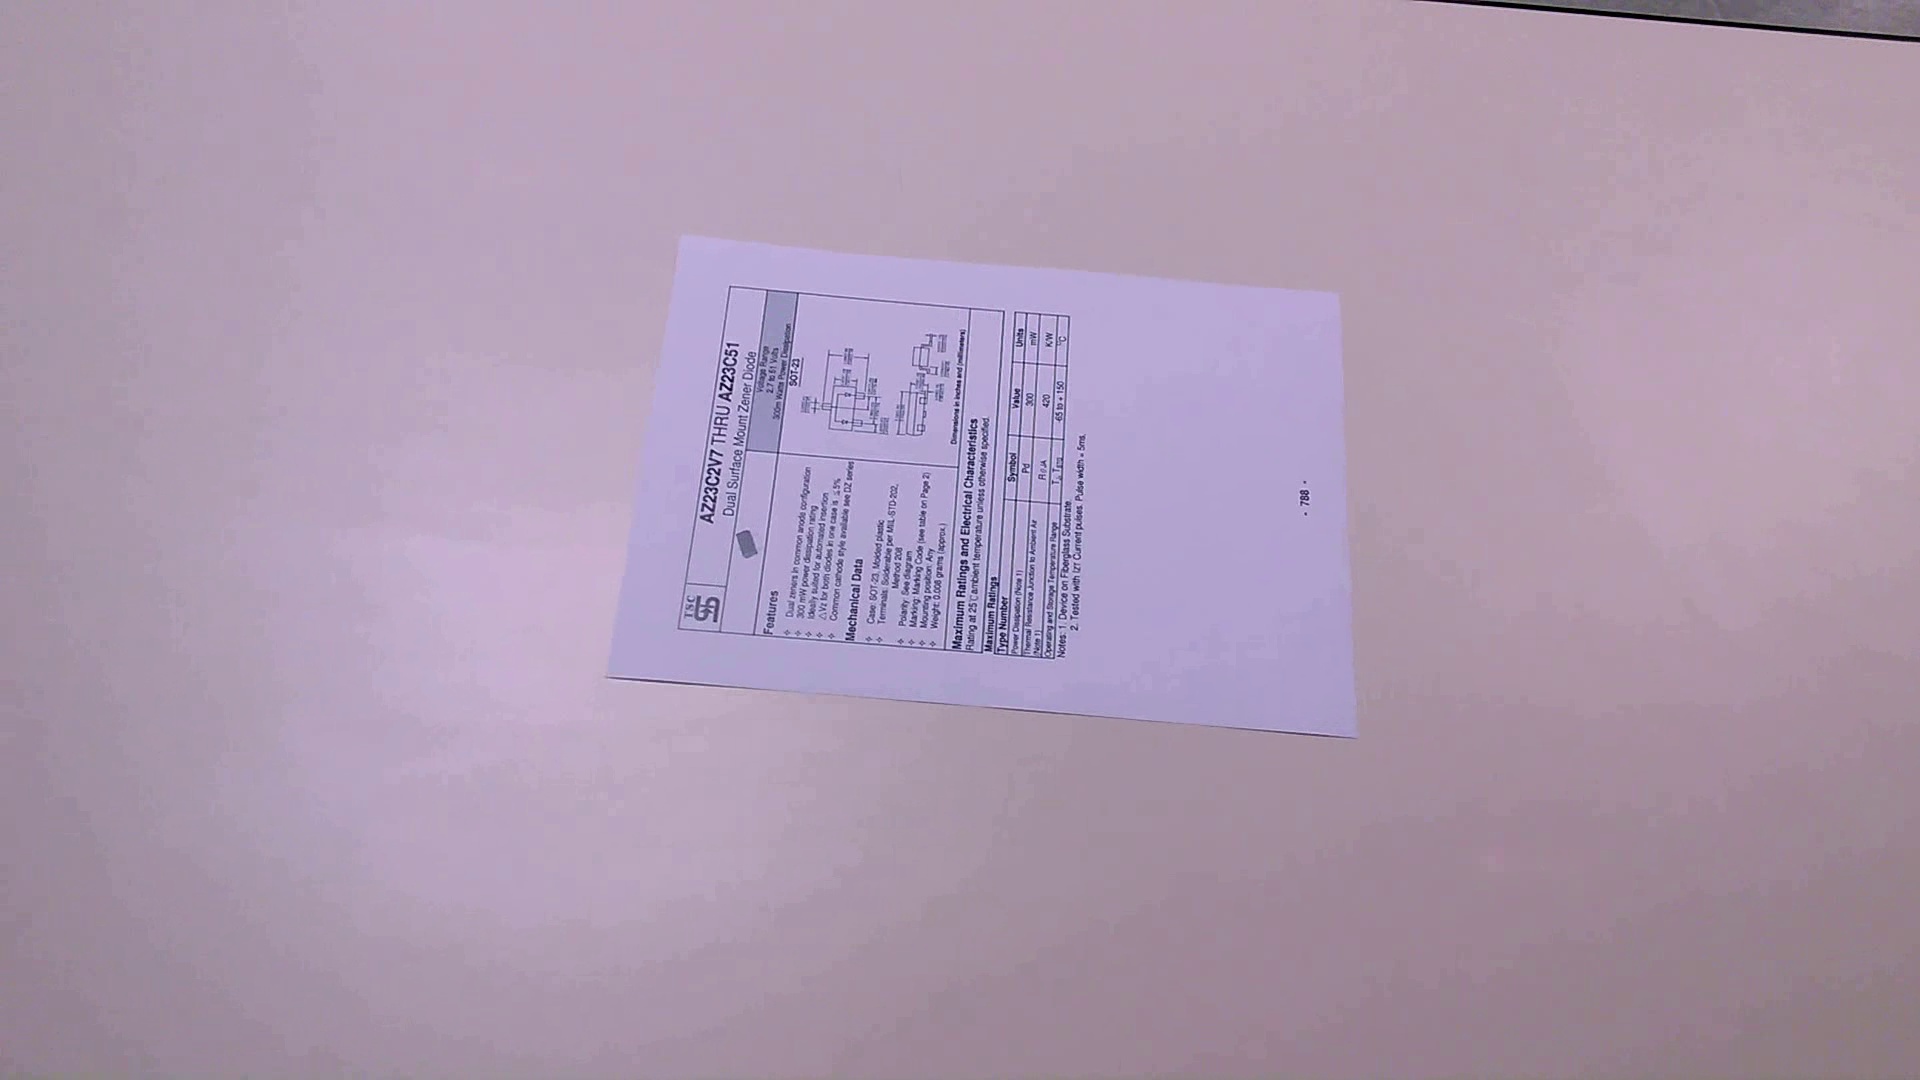 TSC
AZ23C2V7 THRU AZ23C51
Dual Surface Mount Zener Diode
Voltage Range
2.7 to 51 Volts
300m Watts Power Dissipation
SOT-23
Features
Dual zeners in common anode configuration
300 mW power dissipation rating
Ideally suited for automated insertion
△Vz for both diodes in one case is ≦5%
Common cathode style available see DZ series
Mechanical Data
Case: SOT-23, Molded plastic
Terminals: Solderable per MIL-STD-202,
Method 208
Polarity: See diagram
Marking: Marking Code (see table on Page 2)
Mounting position: Any
Weight: 0.008 grams (approx.)
Dimensions in inches and (millimeters)
Maximum Ratings and Electrical Characteristics
Rating at 25℃ ambient temperature unless otherwise specified.
Maximum Ratings
Type Number Symbol Value Units
Power Dissipation (Note 1) Pd 300 mW
Thermal Resistance Junction to Ambient Air
(Note 1) RθJA 420 K/W
Operating and Storage Temperature Range -65 to + 150 °C
Notes: 1. Device on Fiberglass Substrate.
2. Tested with IZT Current pulses. Pulse width = 5ms.
- 788 -